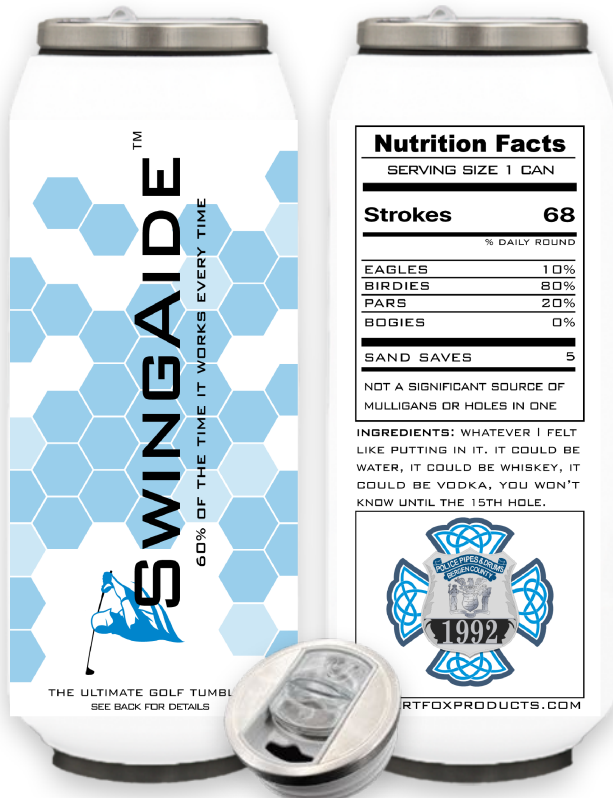 SWINGAIDE™
60% OF THE TIME IT WORKS EVERY TIME
THE ULTIMATE GOLF TUMBL
SEE BACK FOR DETAILS
Nutrition Facts
SERVING SIZE 1 CAN
Strokes 68
% DAILY ROUND
EAGLES 10%
BIRDIES 80%
PARS 20%
BOGIES 0%
SAND SAVES 5
NOT A SIGNIFICANT SOURCE OF
MULLIGANS OR HOLES IN ONE
INGREDIENTS: WHATEVER I FELT
LIKE PUTTING IN IT. IT COULD BE
WATER, IT COULD BE WHISKEY, IT
COULD BE VODKA, YOU WON'T
KNOW UNTIL THE 15TH HOLE.
POLICE PIPES & DRUMS
BERGEN COUNTY
1992
RTFOXPRODUCTS.COM